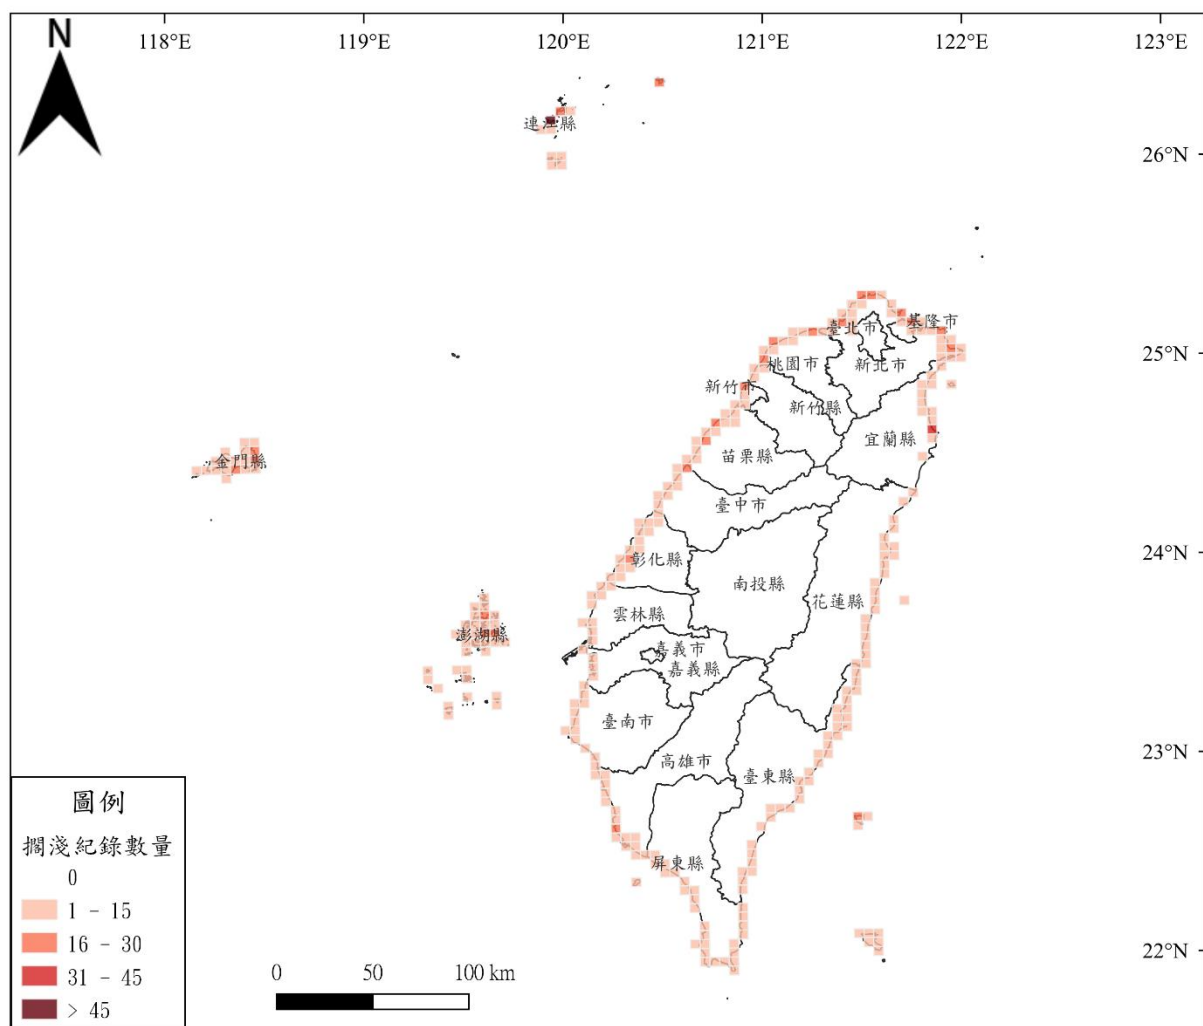 118°E 119°E 120°E 121°E 122°E 123°E
N
連江縣
26°N
基隆市
臺北市
25°N
桃園市
新北市
新竹市
新竹縣
宜蘭縣
苗栗縣
金門縣
臺中市
24°N
彰化縣
南投縣
花蓮縣
雲林縣
澎湖縣
嘉義市
嘉義縣
臺南市
23°N
高雄市
臺東縣
屏東縣
22°N
圖例
擱淺紀錄數量
0
1 - 15
16 - 30
31 - 45
> 45
0 50 100 km